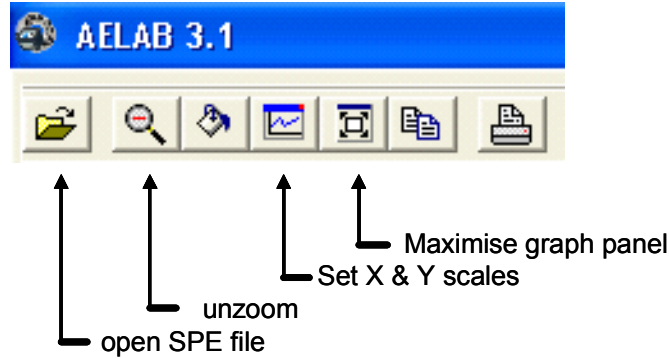 AELAB 3.1
Maximise graph panel
Set X & Y scales
unzoom
open SPE file